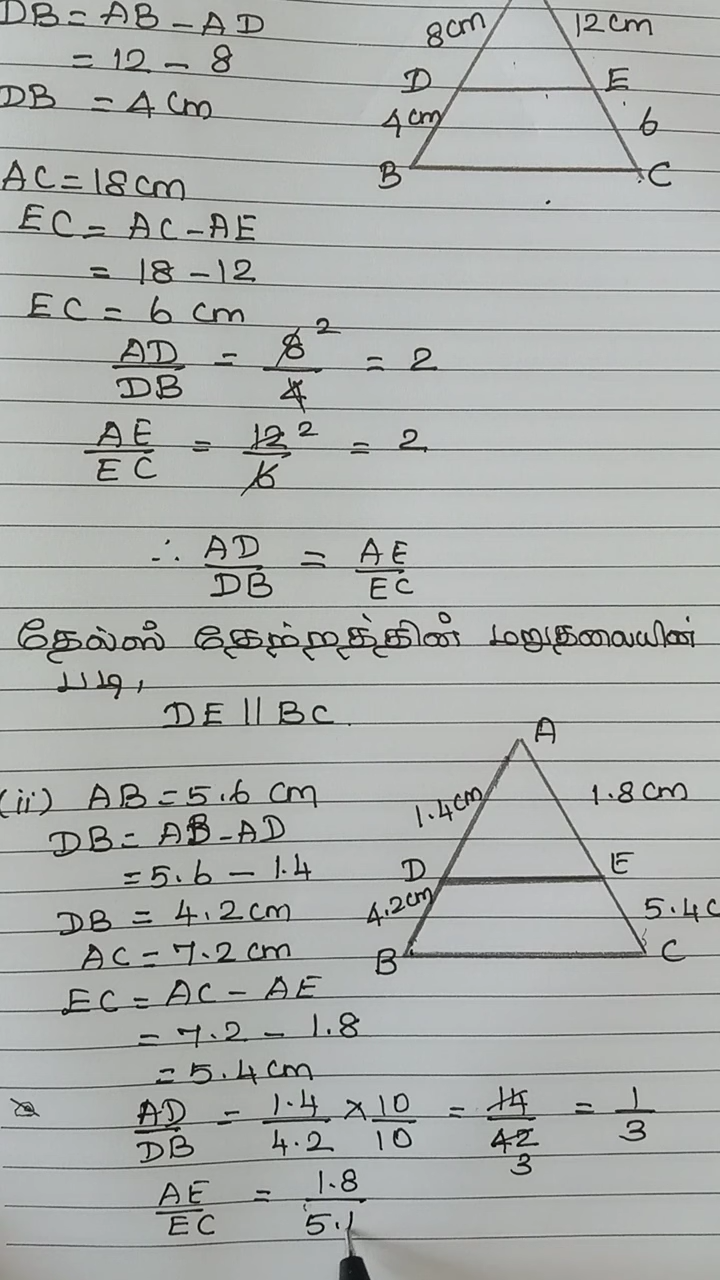 DB = AB - AD
= 12 - 8
DB = 4 cm
8cm
12cm
D
E
4cm
6
B
C
AC = 18 cm
EC = AC - AE
= 18 - 12
EC = 6 cm
AD/DB = 8/4 2 = 2
AE/EC = 12/6 2 = 2
∴ AD/DB = AE/EC
தேல்ஸ் தேற்றத்தின் மறுதலையின்
படி,
DE || BC
A
1.4cm
1.8cm
D
E
4.2cm
5.4c
B
C
(ii) AB = 5.6 cm
DB = AB - AD
= 5.6 - 1.4
DB = 4.2 cm
AC = 7.2 cm
EC = AC - AE
= 7.2 - 1.8
= 5.4 cm
AD/DB = 1.4/4.2 × 10/10 = 14/42 3 = 1/3
AE/EC = 1.8/5.